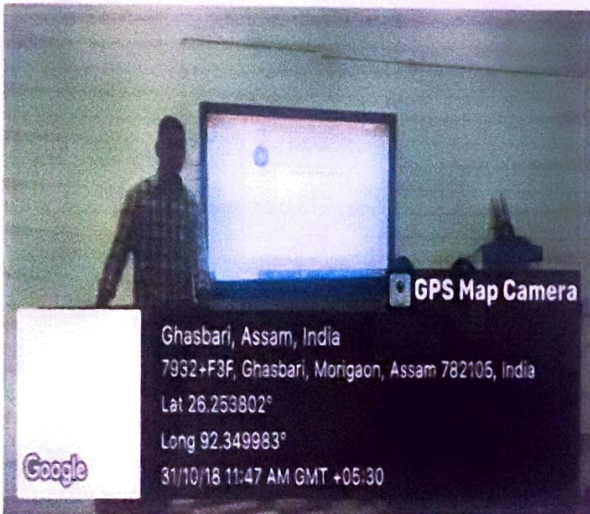 GPS Map Camera
Ghasbari, Assam, India
7932+F3F, Ghasbari, Morigaon, Assam 782105, India
Lat 26.253802°
Long 92.349983°
31/10/18 11:47 AM GMT +05:30
Google